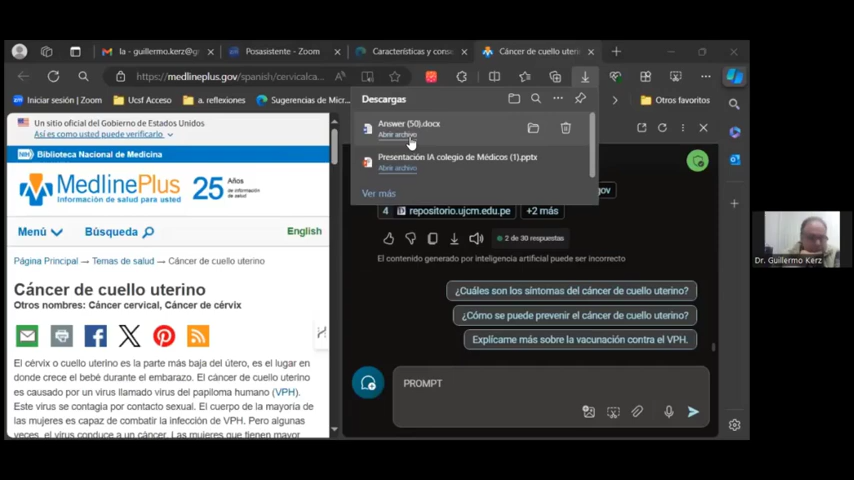 la - guillermo.kerz@gr
Posasistente - Zoom
Características y cons
Cáncer de cuello uterin
https://medlineplus.gov/spanish/cervicalca...
Iniciar sesión | Zoom
Ucsf Acceso
a. reflexiones
Sugerencias de Micr
Otros favoritos
Descargas
Answer (50).docx
Abrir archivo
Presentación IA colegio de Médicos (1).pptx
Abrir archivo
Ver más
Un sitio oficial del Gobierno de Estados Unidos
Así es como usted puede verificarlo
NIH Biblioteca Nacional de Medicina
MedlinePlus
Información de salud para usted
25 Años
de información de salud
Menú
Búsqueda
English
Página Principal → Temas de salud → Cáncer de cuello uterino
Cáncer de cuello uterino
Otros nombres: Cáncer cervical, Cáncer de cérvix
El cérvix o cuello uterino es la parte más baja del útero, es el lugar en
donde crece el bebé durante el embarazo. El cáncer de cuello uterino
es causado por un virus llamado virus del papiloma humano (VPH).
Este virus se contagia por contacto sexual. El cuerpo de la mayoría de
las mujeres es capaz de combatir la infección de VPH. Pero algunas
veces, el virus conduce a un cáncer. Las mujeres que tienen mayor
gov
4 repositorio.ujcm.edu.pe
+2 más
2 de 30 respuestas
El contenido generado por inteligencia artificial puede ser incorrecto
¿Cuáles son los síntomas del cáncer de cuello uterino?
¿Cómo se puede prevenir el cáncer de cuello uterino?
Explícame más sobre la vacunación contra el VPH.
PROMPT
Dr. Guillermo Kerz